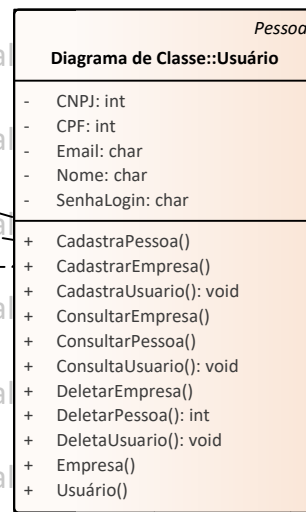 Pessoa
Diagrama de Classe::Usuário
- CNPJ: int
- CPF: int
- Email: char
- Nome: char
- SenhaLogin: char
+ CadastraPessoa()
+ CadastrarEmpresa()
+ CadastraUsuario(): void
+ ConsultarEmpresa()
+ ConsultarPessoa()
+ ConsultaUsuario(): void
+ DeletarEmpresa()
+ DeletarPessoa(): int
+ DeletaUsuario(): void
+ Empresa()
+ Usuário()